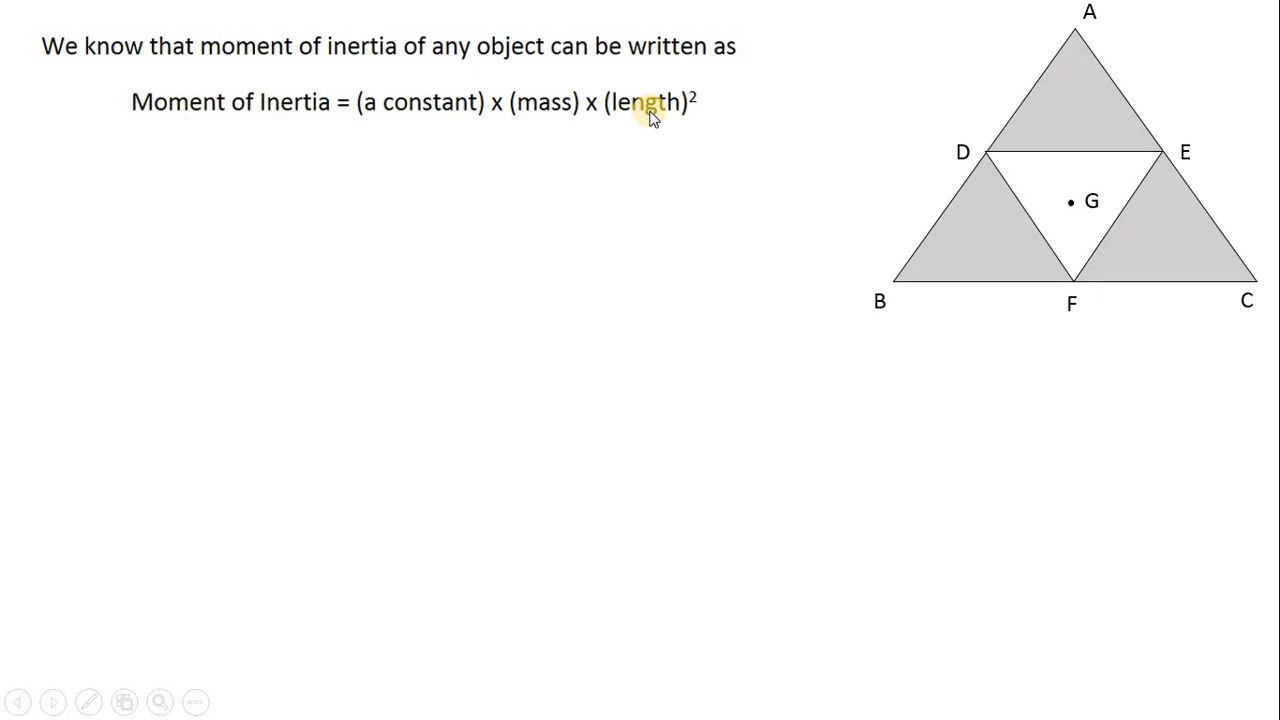 We know that moment of inertia of any object can be written as
Moment of Inertia = (a constant) x (mass) x (length)²
A
D
E
G
B
F
C